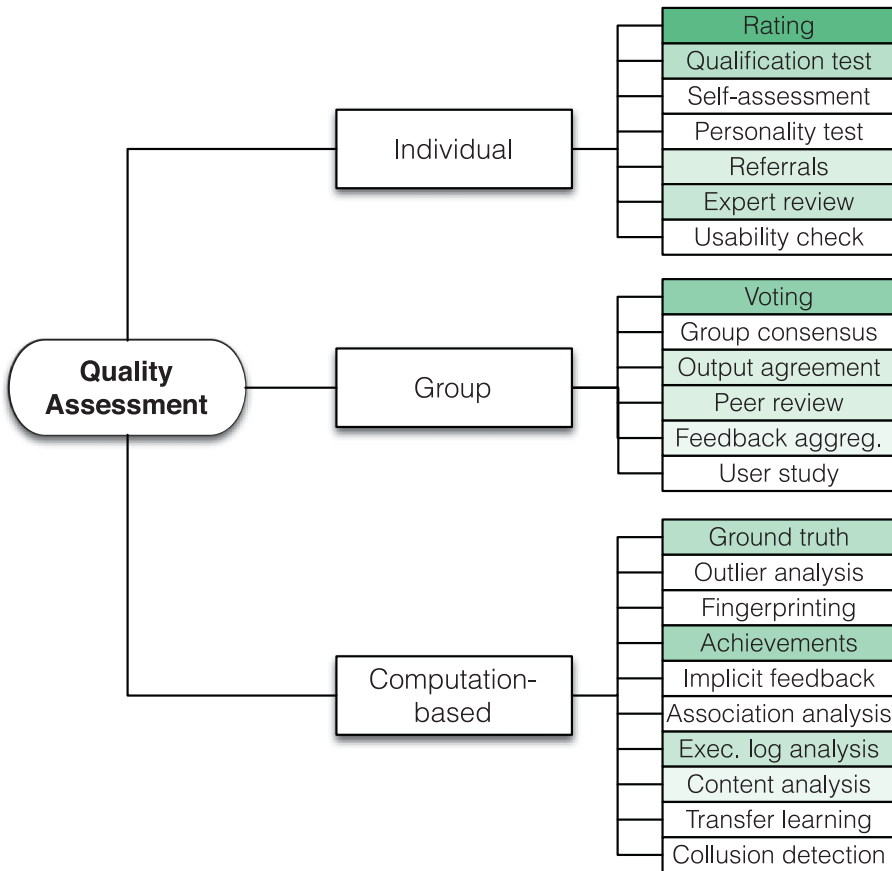 Quality
Assessment
Individual
Rating
Qualification test
Self-assessment
Personality test
Referrals
Expert review
Usability check
Group
Voting
Group consensus
Output agreement
Peer review
Feedback aggreg.
User study
Computation-
based
Ground truth
Outlier analysis
Fingerprinting
Achievements
Implicit feedback
Association analysis
Exec. log analysis
Content analysis
Transfer learning
Collusion detection